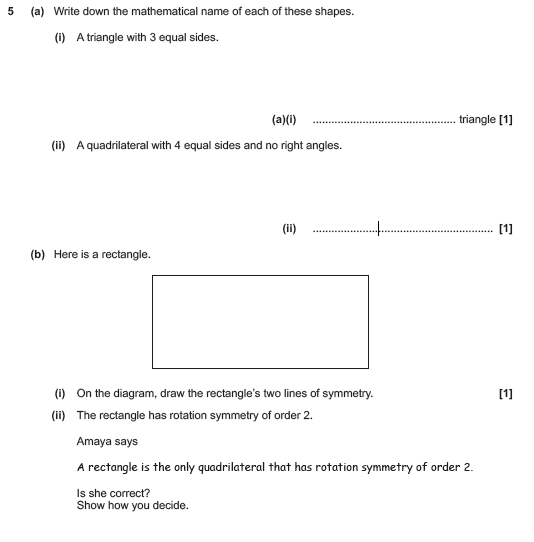 5 (a) Write down the mathematical name of each of these shapes.
(i) A triangle with 3 equal sides.
(a)(i) ............................................... triangle [1]
(ii) A quadrilateral with 4 equal sides and no right angles.
(ii) ........................................................... [1]
(b) Here is a rectangle.
(i) On the diagram, draw the rectangle's two lines of symmetry. [1]
(ii) The rectangle has rotation symmetry of order 2.
Amaya says
A rectangle is the only quadrilateral that has rotation symmetry of order 2.
Is she correct?
Show how you decide.